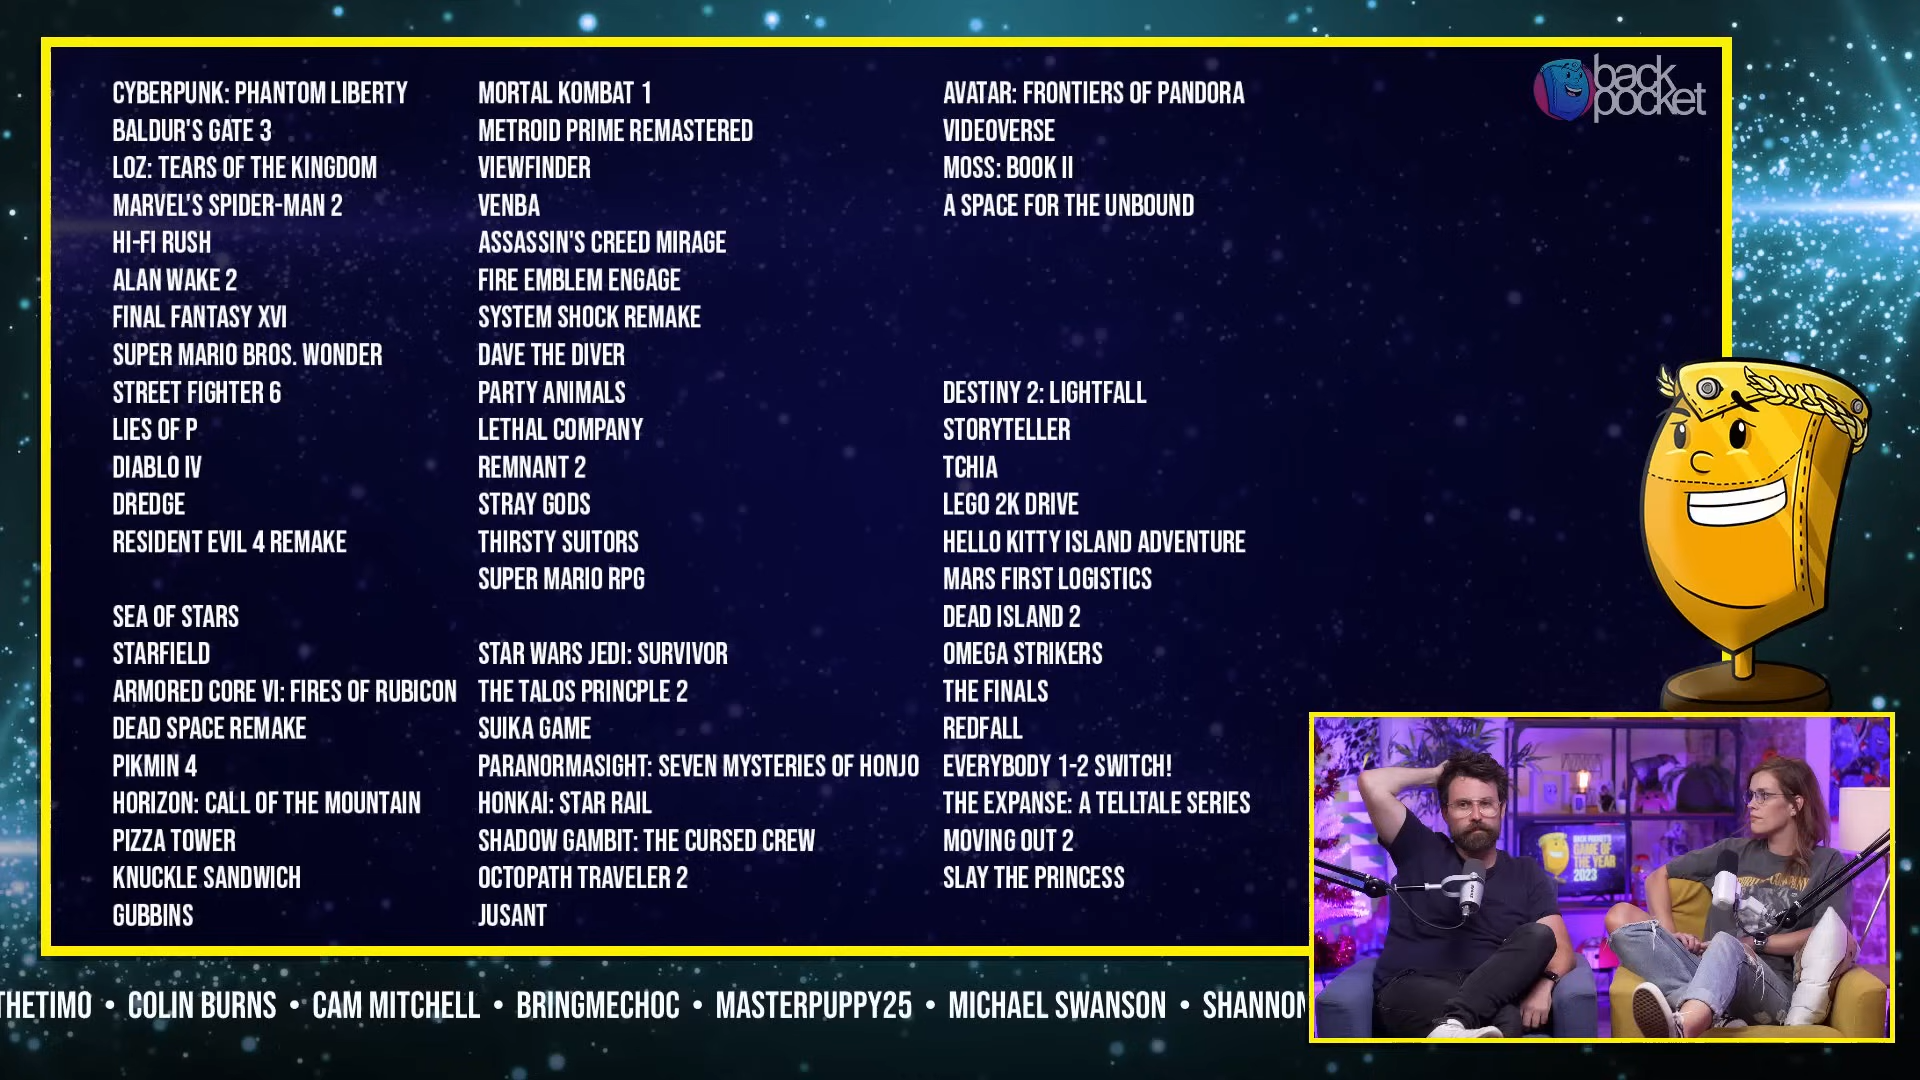 CYBERPUNK: PHANTOM LIBERTY
BALDUR'S GATE 3
LOZ: TEARS OF THE KINGDOM
MARVEL'S SPIDER-MAN 2
HI-FI RUSH
ALAN WAKE 2
FINAL FANTASY XVI
SUPER MARIO BROS. WONDER
STREET FIGHTER 6
LIES OF P
DIABLO IV
DREDGE
RESIDENT EVIL 4 REMAKE
SEA OF STARS
STARFIELD
ARMORED CORE VI: FIRES OF RUBICON
DEAD SPACE REMAKE
PIKMIN 4
HORIZON: CALL OF THE MOUNTAIN
PIZZA TOWER
KNUCKLE SANDWICH
GUBBINS
MORTAL KOMBAT 1
METROID PRIME REMASTERED
VIEWFINDER
VENBA
ASSASSIN'S CREED MIRAGE
FIRE EMBLEM ENGAGE
SYSTEM SHOCK REMAKE
DAVE THE DIVER
PARTY ANIMALS
LETHAL COMPANY
REMNANT 2
STRAY GODS
THIRSTY SUITORS
SUPER MARIO RPG
STAR WARS JEDI: SURVIVOR
THE TALOS PRINCPLE 2
SUIKA GAME
PARANORMASIGHT: SEVEN MYSTERIES OF HONJO
HONKAI: STAR RAIL
SHADOW GAMBIT: THE CURSED CREW
OCTOPATH TRAVELER 2
JUSANT
AVATAR: FRONTIERS OF PANDORA
VIDEOVERSE
MOSS: BOOK II
A SPACE FOR THE UNBOUND
DESTINY 2: LIGHTFALL
STORYTELLER
TCHIA
LEGO 2K DRIVE
HELLO KITTY ISLAND ADVENTURE
MARS FIRST LOGISTICS
DEAD ISLAND 2
OMEGA STRIKERS
THE FINALS
REDFALL
EVERYBODY 1-2 SWITCH!
THE EXPANSE: A TELLTALE SERIES
MOVING OUT 2
SLAY THE PRINCESS
back
pocket
BACK POCKET'S
GAME OF
THE YEAR
2023
THETIMO • COLIN BURNS • CAM MITCHELL • BRINGMECHOC • MASTERPUPPY25 • MICHAEL SWANSON • SHANNON